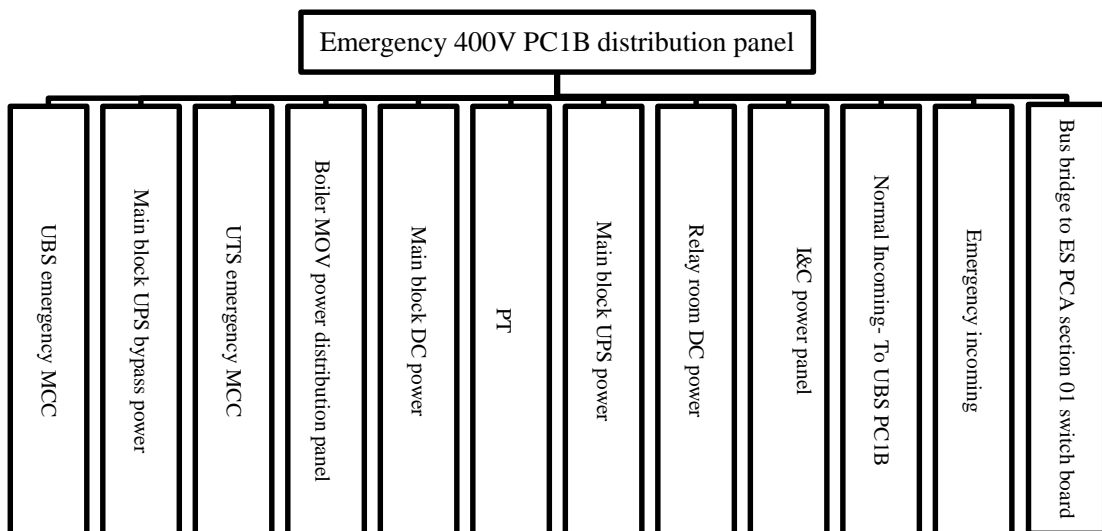 Emergency 400V PC1B distribution panel
UBS emergency MCC
Main block UPS bypass power
UTS emergency MCC
Boiler MOV power distribution panel
Main block DC power
PT
Main block UPS power
Relay room DC power
I&C power panel
Normal Incoming- To UBS PC1B
Emergency incoming
Bus bridge to ES PCA section 01 switch board